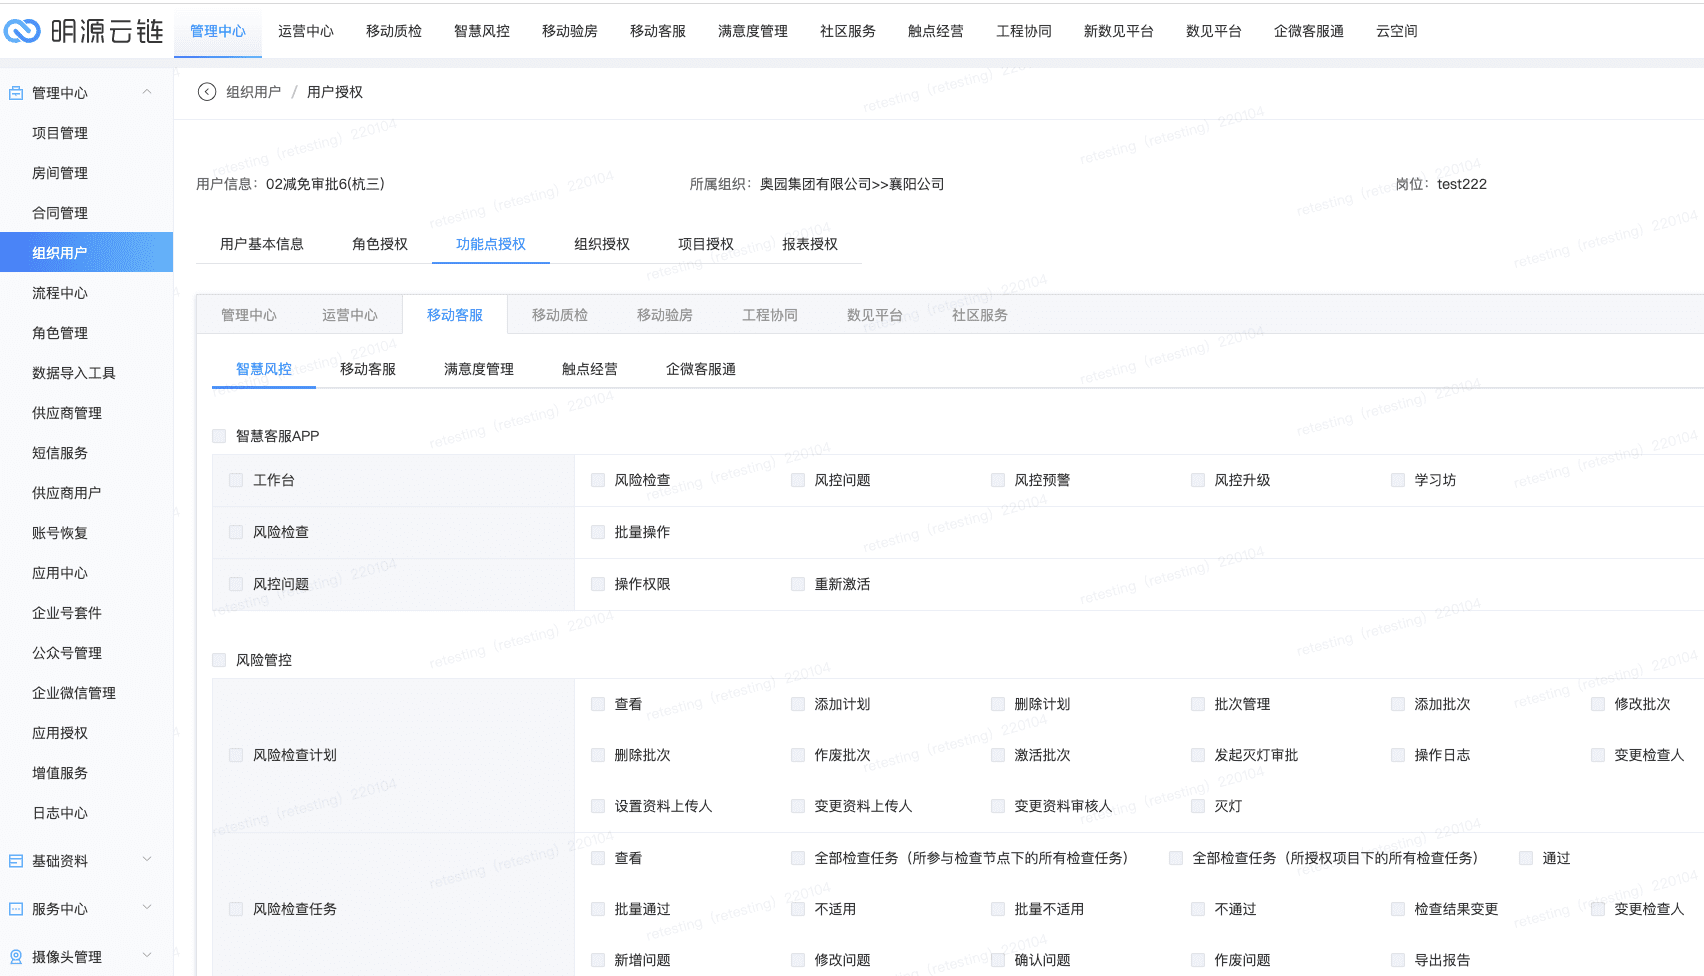 明源云链 管理中心 运营中心 移动质检 智慧风控 移动验房 移动客服 满意度管理 社区服务 触点经营 工程协同 新数见平台 数见平台 企微客服通 云空间
管理中心
项目管理
房间管理
合同管理
组织用户
流程中心
角色管理
数据导入工具
供应商管理
短信服务
供应商用户
账号恢复
应用中心
企业号套件
公众号管理
企业微信管理
应用授权
增值服务
日志中心
基础资料
服务中心
摄像头管理
组织用户 / 用户授权
用户信息：02减免审批6(杭三) 所属组织：奥园集团有限公司>>襄阳公司 岗位：test222
用户基本信息 角色授权 功能点授权 组织授权 项目授权 报表授权
管理中心 运营中心 移动客服 移动质检 移动验房 工程协同 数见平台 社区服务
智慧风控 移动客服 满意度管理 触点经营 企微客服通
智慧客服APP
工作台 风险检查 风控问题 风控预警 风控升级 学习坊
风险检查 批量操作
风控问题 操作权限 重新激活
风险管控
风险检查计划
查看 添加计划 删除计划 批次管理 添加批次 修改批次
删除批次 作废批次 激活批次 发起灭灯审批 操作日志 变更检查人
设置资料上传人 变更资料上传人 变更资料审核人 灭灯
风险检查任务
查看 全部检查任务（所参与检查节点下的所有检查任务） 全部检查任务（所授权项目下的所有检查任务） 通过
批量通过 不适用 批量不适用 不通过 检查结果变更 变更检查人
新增问题 修改问题 确认问题 作废问题 导出报告
retesting（retesting）220104